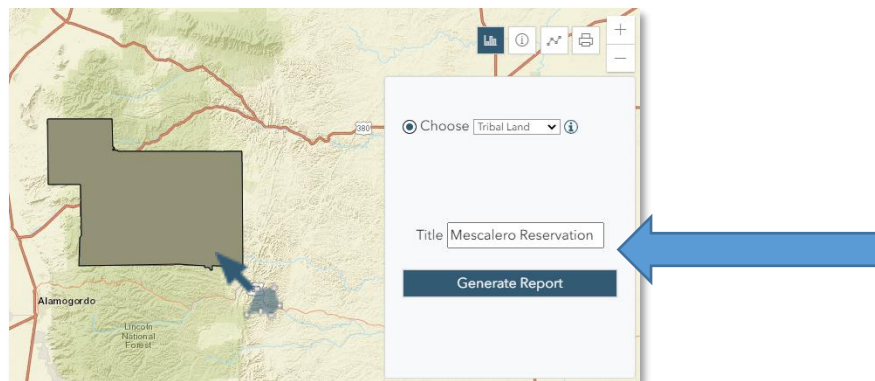 380
Choose Tribal Land
Title Mescalero Reservation
Generate Report
Alamogordo
Lincoln
National
Forest